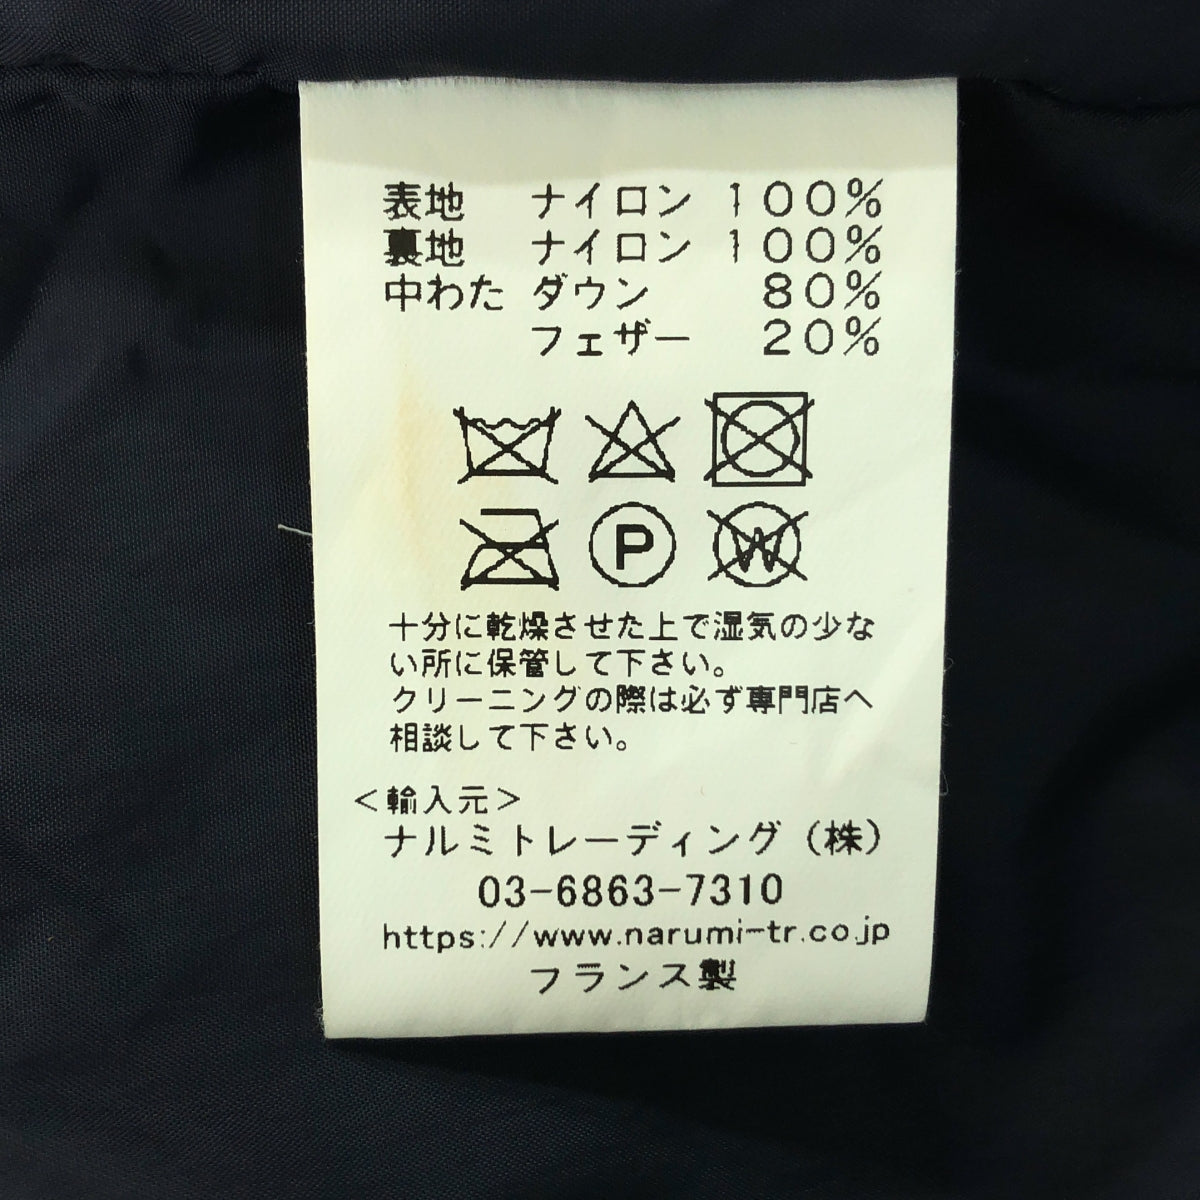 表地 ナイロン 100%
裏地 ナイロン 100%
中わた ダウン 80%
フェザー 20%
P W
十分に乾燥させた上で湿気の少な
い所に保管して下さい。
クリーニングの際は必ず専門店へ
相談して下さい。
<輸入元>
ナルミトレーディング(株)
03-6863-7310
https://www.narumi-tr.co.jp
フランス製